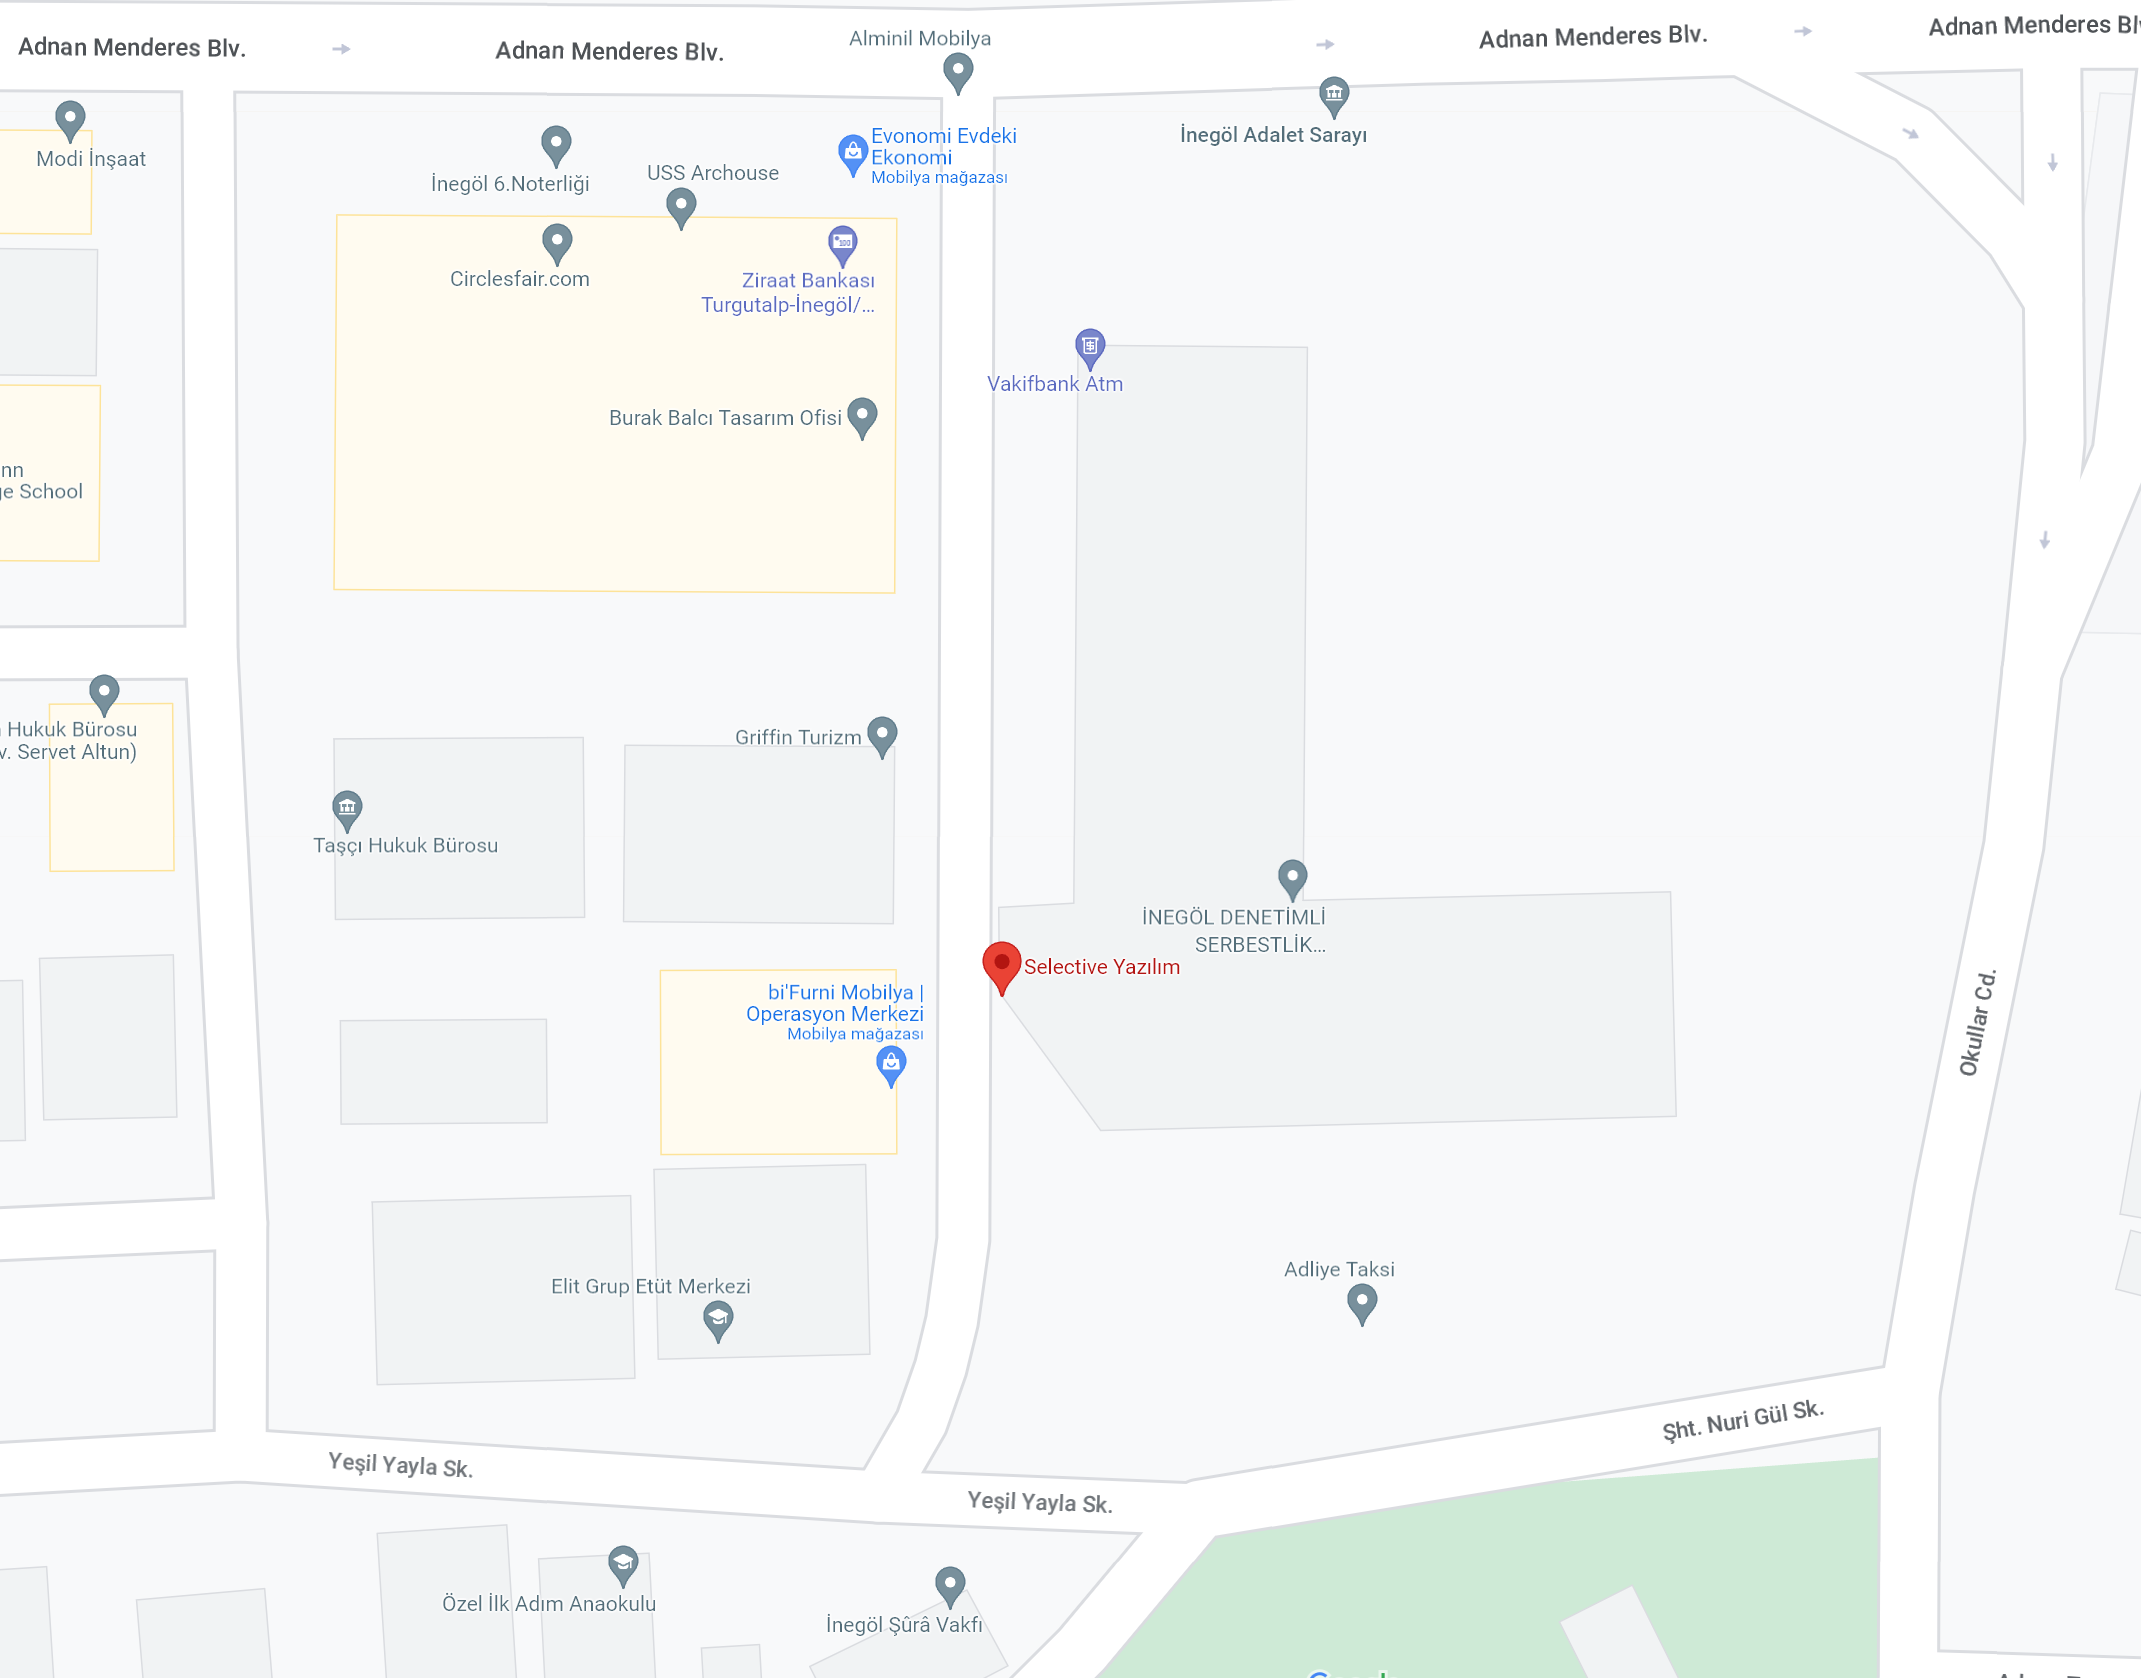 Adnan Menderes Blv.
Adnan Menderes Blv.
Alminil Mobilya
Adnan Menderes Blv.
Adnan Menderes
Modi İnşaat
İnegöl 6.Noterliği
USS Archouse
Evonomi Evdeki
Ekonomi
Mobilya mağazası
İnegöl Adalet Sarayı
Circlesfair.com
100
Ziraat Bankası
Turgutalp-İnegöl/...
Vakifbank Atm
Burak Balcı Tasarım Ofisi
School
Hukuk Bürosu
v. Servet Altun)
Griffin Turizm
Taşçı Hukuk Bürosu
İNEGÖL DENETİMLİ
SERBESTLİK...
Selective Yazılım
bi'Furni Mobilya |
Operasyon Merkezi
Mobilya mağazası
Okullar Cd.
Elit Grup Etüt Merkezi
Adliye Taksi
Şht. Nuri Gül Sk.
Yeşil Yayla Sk.
Yeşil Yayla Sk.
Özel İlk Adım Anaokulu
İnegöl Şûrâ Vakfı